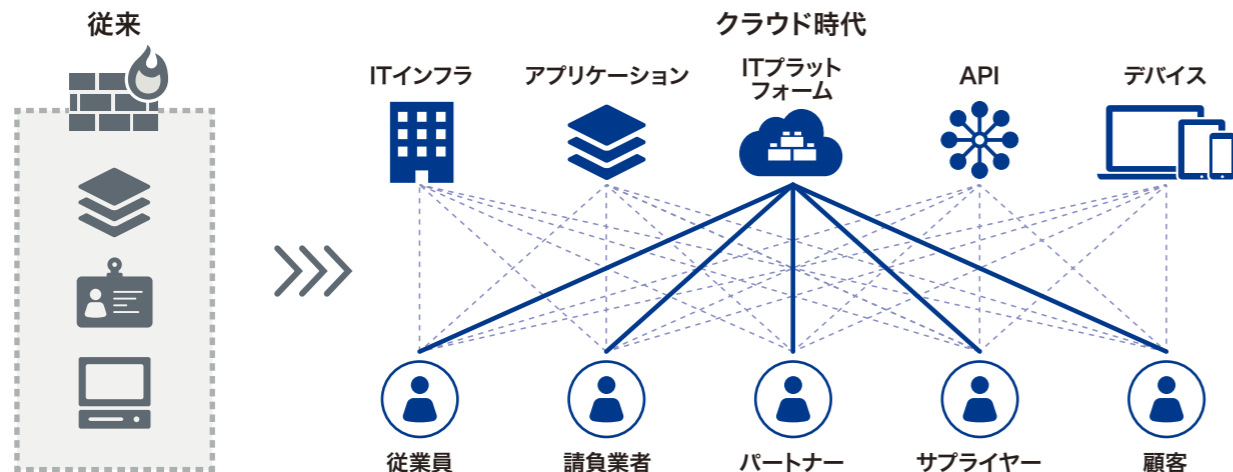 従来
クラウド時代
ITインフラ
アプリケーション
ITプラット
フォーム
API
デバイス
従業員
請負業者
パートナー
サプライヤー
顧客